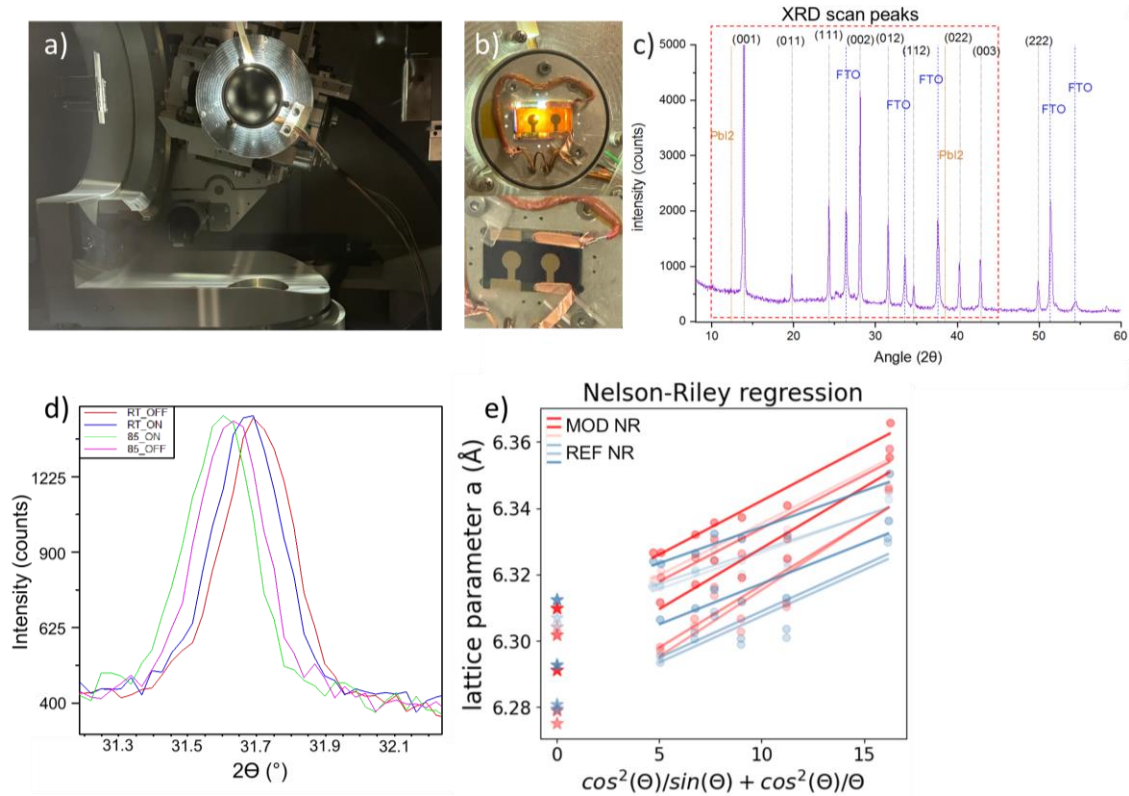 a)
b)
c)
XRD scan peaks
5000
4000
3000
2000
1000
0
intensity (counts)
(001)
(011)
(111)
(002)
(012)
(112)
(022)
(003)
(222)
FTO
FTO
FTO
FTO
FTO
PbI2
PbI2
10
20
30
40
50
60
Angle (2θ)
d)
RT_OFF
RT_ON
85_ON
85_OFF
1225
900
625
400
Intensity (counts)
31.3
31.5
31.7
31.9
32.1
2Θ (°)
e)
Nelson-Riley regression
MOD NR
REF NR
6.36
6.34
6.32
6.30
6.28
lattice parameter a (Å)
0
5
10
15
cos²(Θ)/sin(Θ) + cos²(Θ)/Θ